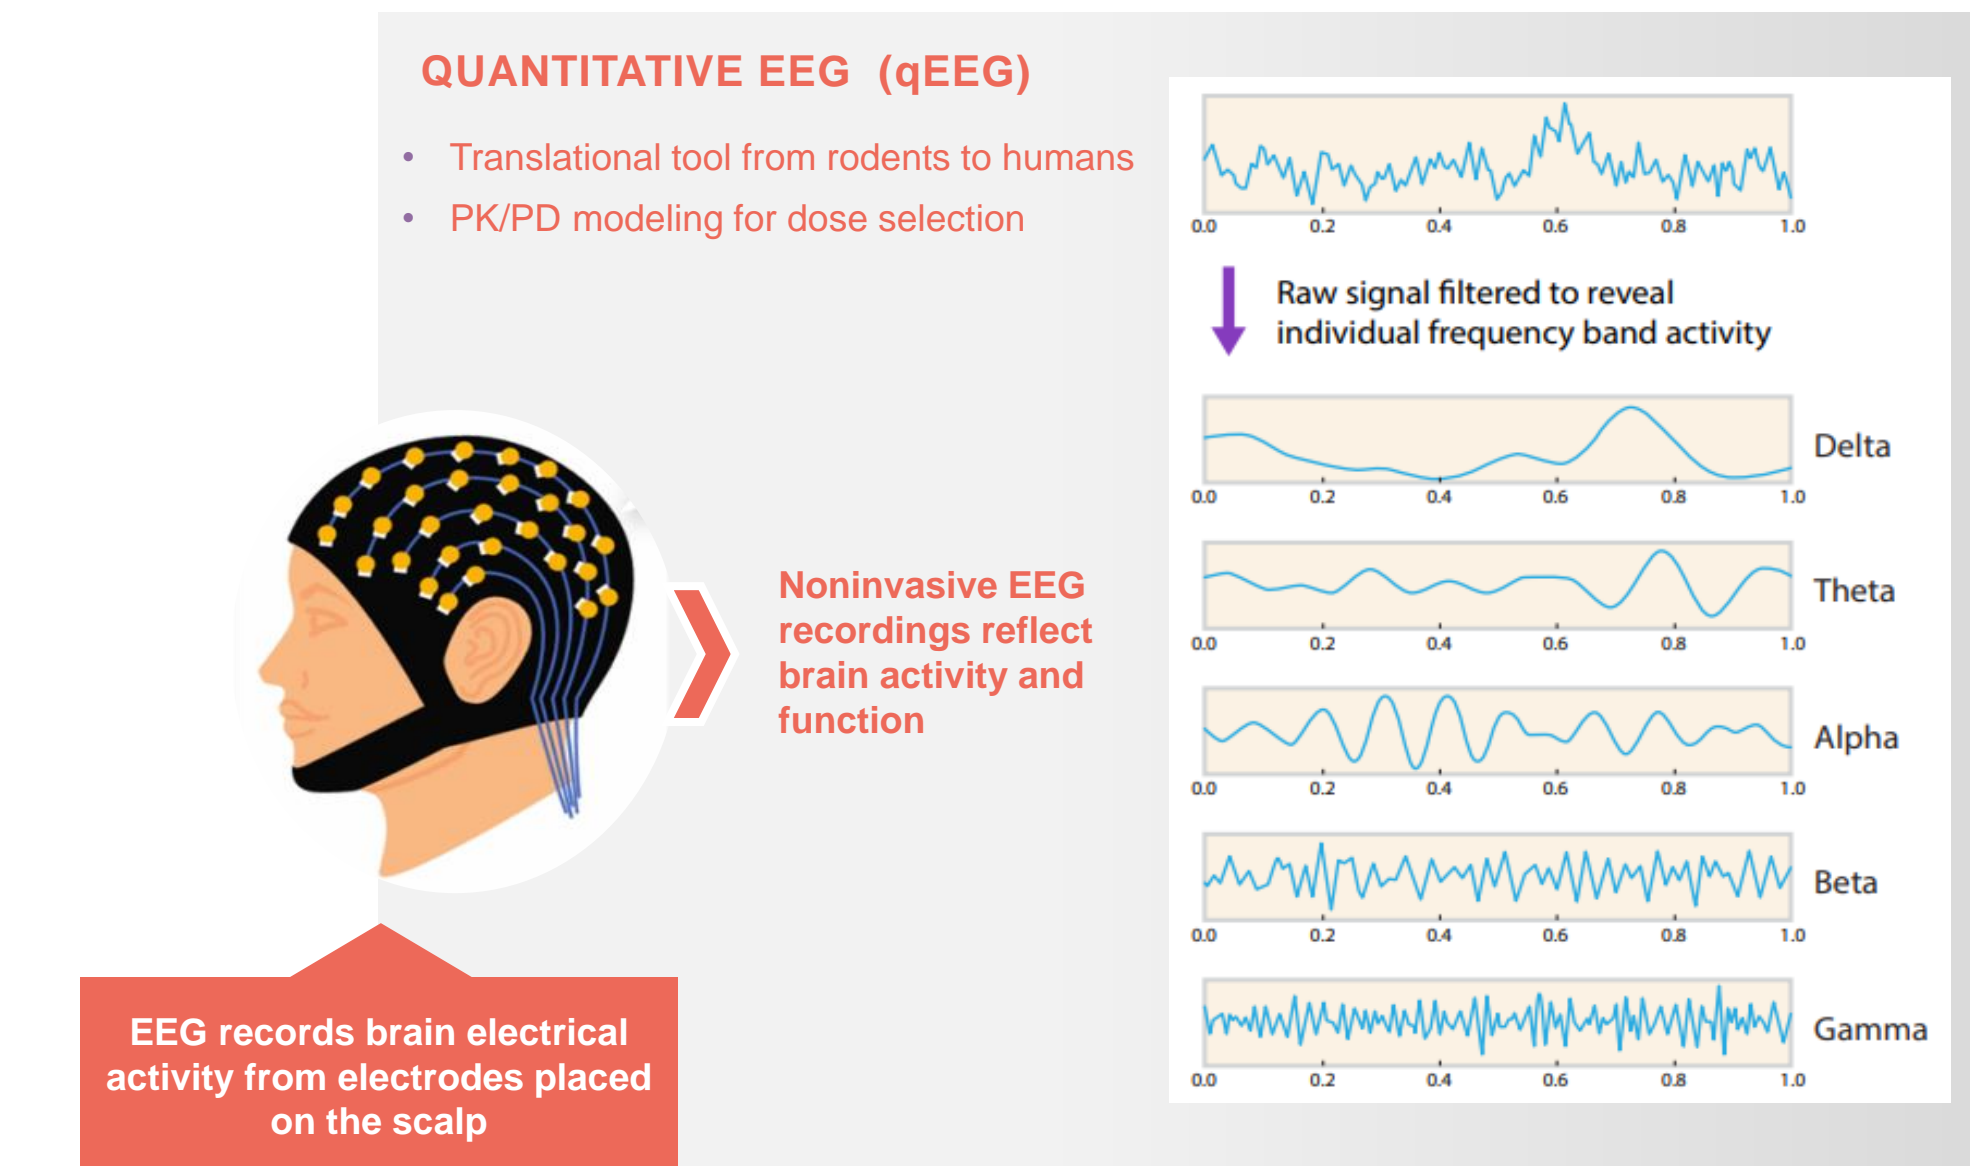 QUANTITATIVE EEG (qEEG)
• Translational tool from rodents to humans
• PK/PD modeling for dose selection
Noninvasive EEG
recordings reflect
brain activity and
function
EEG records brain electrical
activity from electrodes placed
on the scalp
0.0 0.2 0.4 0.6 0.8 1.0
Raw signal filtered to reveal
individual frequency band activity
Delta
0.0 0.2 0.4 0.6 0.8 1.0
Theta
0.0 0.2 0.4 0.6 0.8 1.0
Alpha
0.0 0.2 0.4 0.6 0.8 1.0
Beta
0.0 0.2 0.4 0.6 0.8 1.0
Gamma
0.0 0.2 0.4 0.6 0.8 1.0